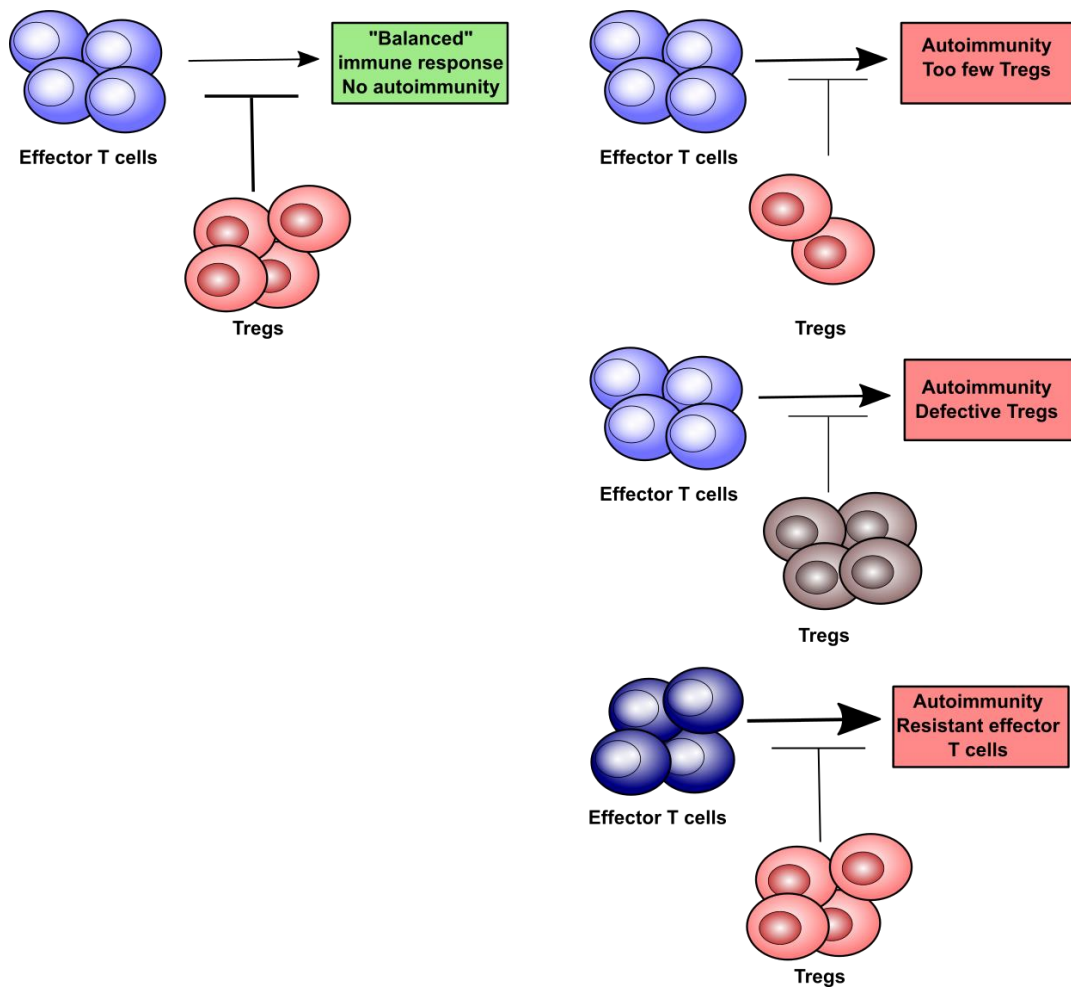 "Balanced"
immune response
No autoimmunity
Effector T cells
Tregs
Autoimmunity
Too few Tregs
Effector T cells
Tregs
Autoimmunity
Defective Tregs
Effector T cells
Tregs
Autoimmunity
Resistant effector
T cells
Effector T cells
Tregs